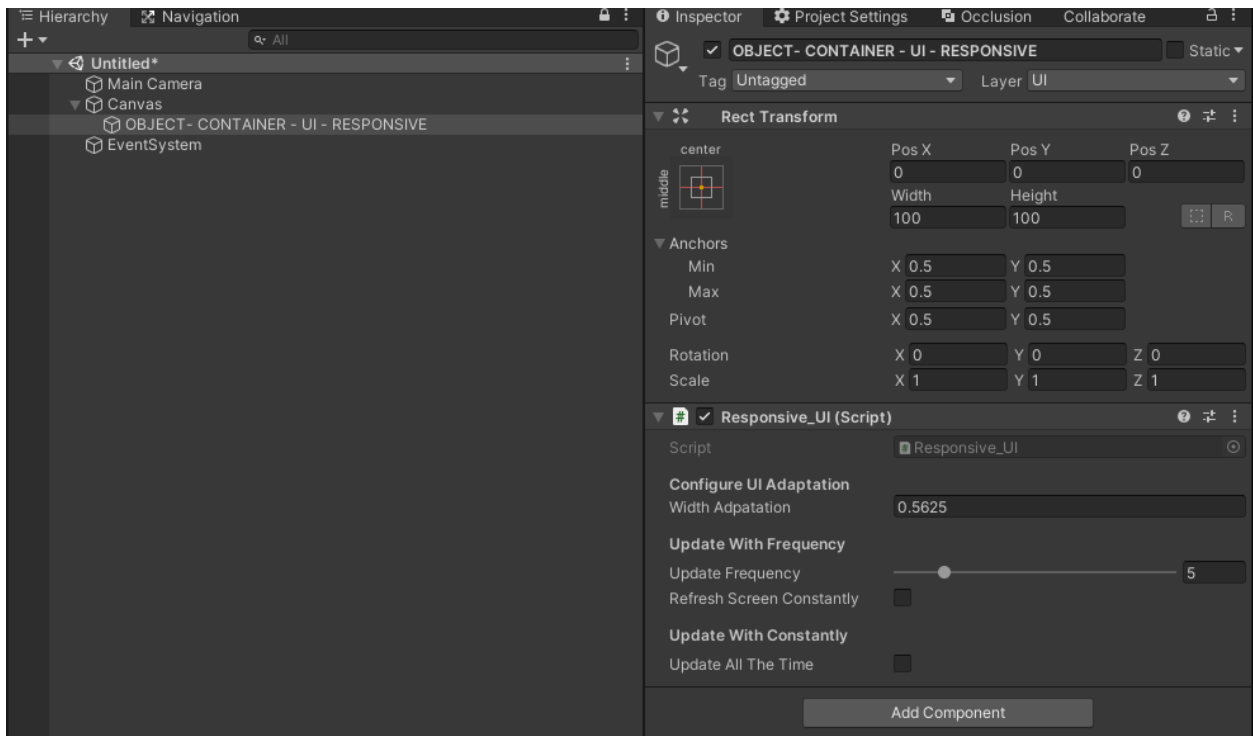 Hierarchy Navigation
All
Untitled*
Main Camera
Canvas
OBJECT- CONTAINER - UI - RESPONSIVE
EventSystem
Inspector Project Settings Occlusion Collaborate
OBJECT- CONTAINER - UI - RESPONSIVE Static
Tag Untagged Layer UI
Rect Transform
center
middle
Pos X Pos Y Pos Z
0 0 0
Width Height
100 100 R
Anchors
Min X 0.5 Y 0.5
Max X 0.5 Y 0.5
Pivot X 0.5 Y 0.5
Rotation X 0 Y 0 Z 0
Scale X 1 Y 1 Z 1
# Responsive_UI (Script)
Script Responsive_UI
Configure UI Adaptation
Width Adpatation 0.5625
Update With Frequency
Update Frequency 5
Refresh Screen Constantly
Update With Constantly
Update All The Time
Add Component